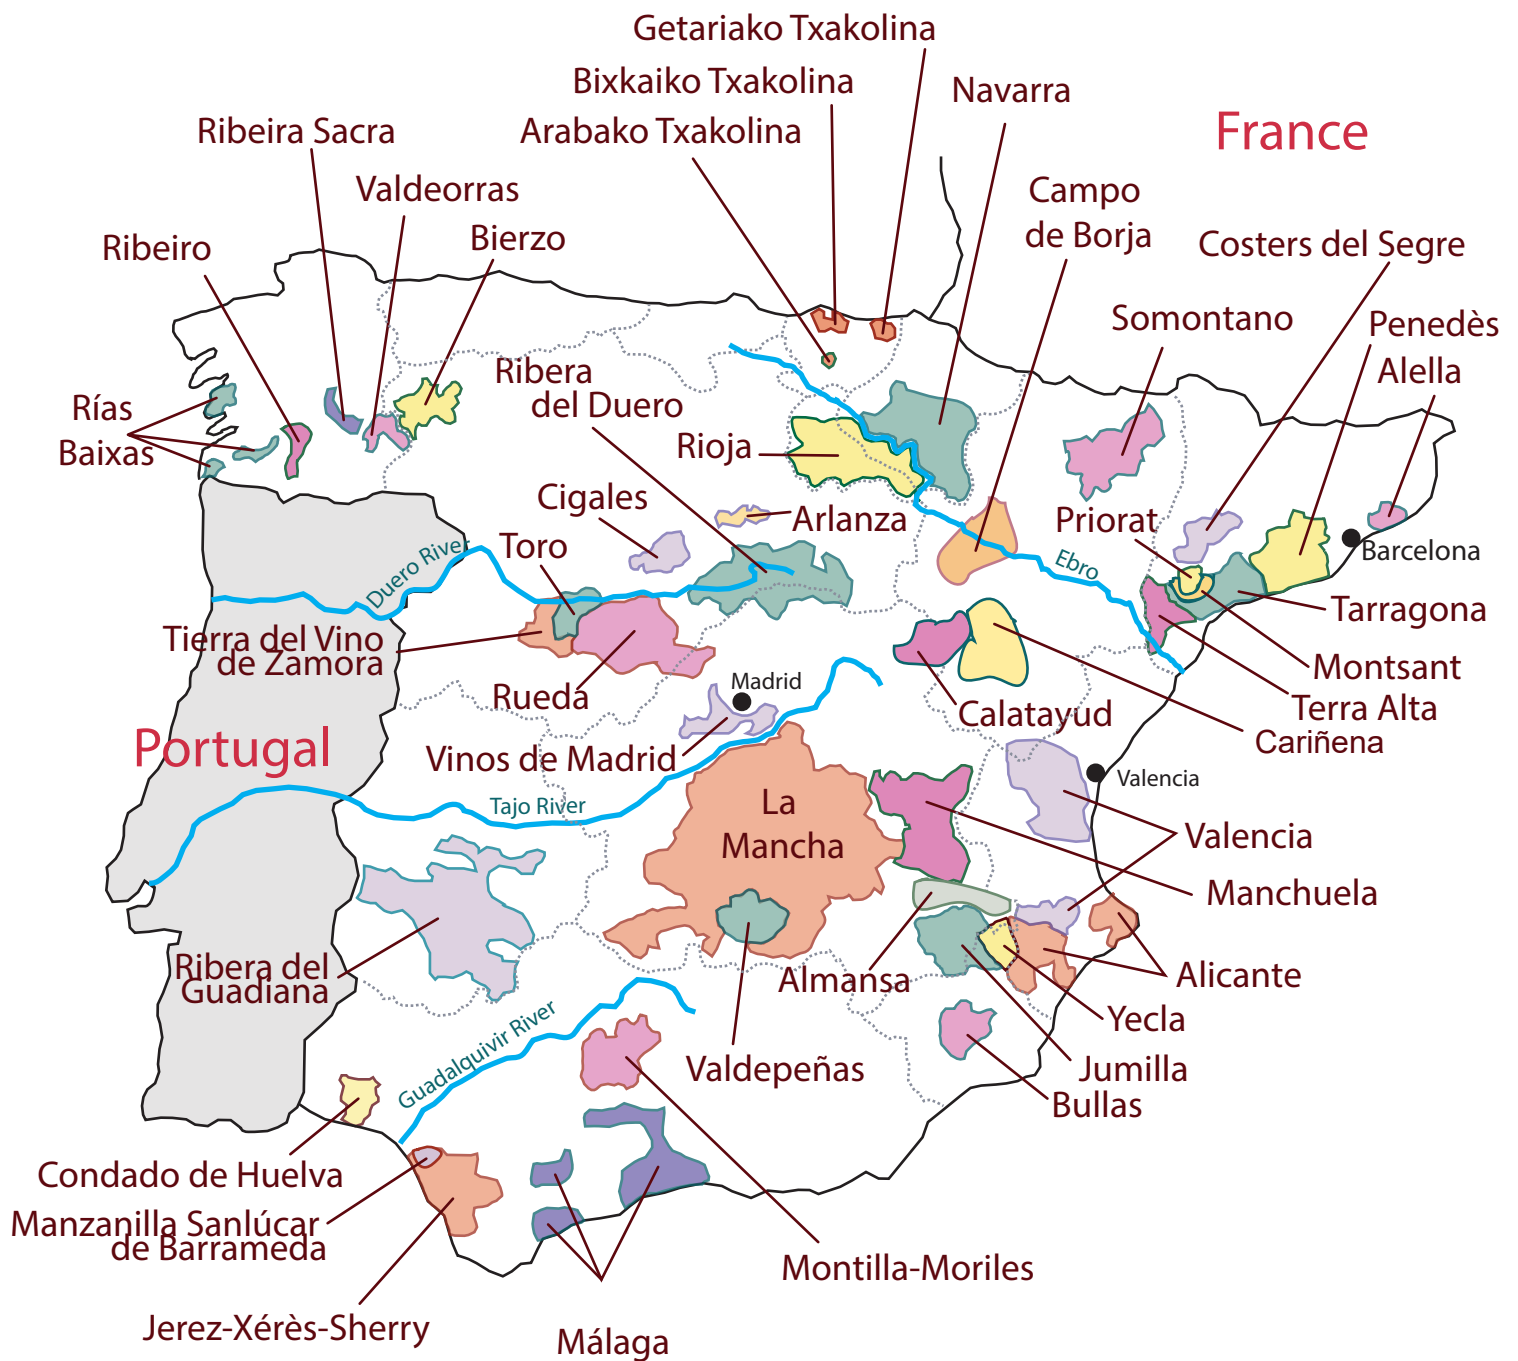 Getariako Txakolina
Bixkaiko Txakolina
Navarra
Arabako Txakolina
Ribeira Sacra
France
Valdeorras
Campo
de Borja
Ribeiro
Bierzo
Costers del Segre
Somontano
Penedès
Alella
Ribera
del Duero
Rías
Baixas
Rioja
Cigales
Arlanza
Priorat
Toro
Barcelona
Duero River
Ebro
Tarragona
Tierra del Vino
de Zamora
Montsant
Madrid
Rueda
Terra Alta
Calatayud
Cariñena
Portugal
Vinos de Madrid
Valencia
Tajo River
La
Mancha
Valencia
Manchuela
Ribera del
Guadiana
Almansa
Alicante
Yecla
Guadalquivir River
Valdepeñas
Jumilla
Bullas
Condado de Huelva
Manzanilla Sanlúcar
de Barrameda
Montilla-Moriles
Jerez-Xérès-Sherry
Málaga